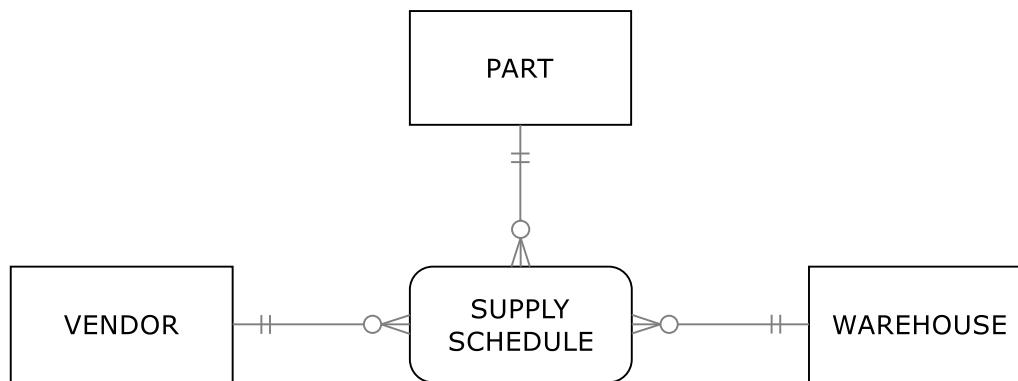 PART
VENDOR
SUPPLY
SCHEDULE
WAREHOUSE